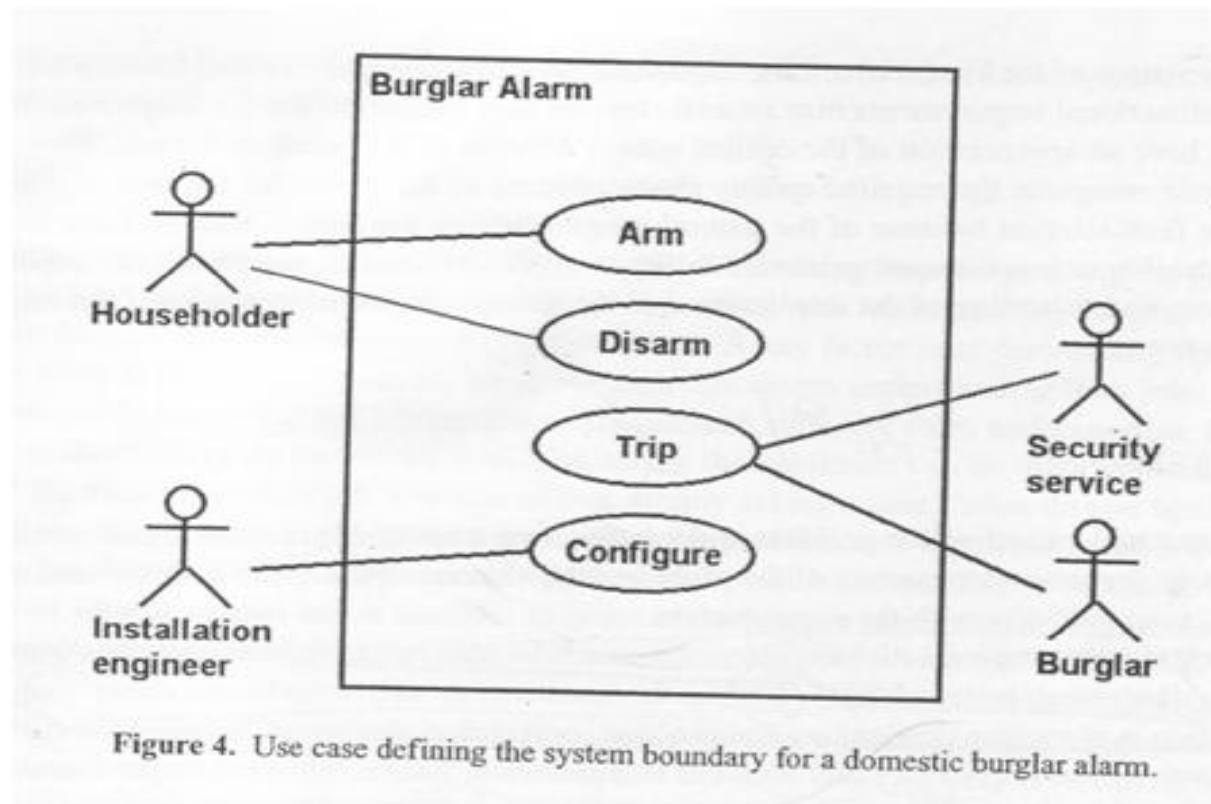 Burglar Alarm
Arm
Householder
Disarm
Trip
Security
service
Configure
Installation
engineer
Burglar
Figure 4. Use case defining the system boundary for a domestic burglar alarm.